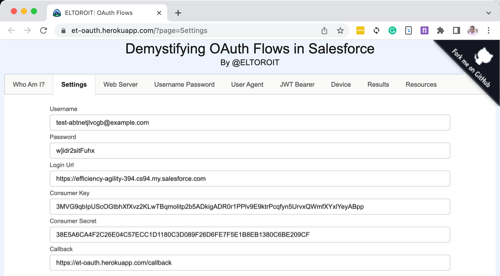 ELTOROIT: OAuth Flows
et-oauth.herokuapp.com/?page=Settings
Demystifying OAuth Flows in Salesforce
By @ELTOROIT
Fork me on GitHub
Who Am I? Settings Web Server Username Password User Agent JWT Bearer Device Results Resources
Username
test-abtnetjlvcgb@example.com
Password
w]idr2sitFuhx
Login Url
https://efficiency-agility-394.cs94.my.salesforce.com
Consumer Key
3MVG9qbIpUScOGtbhXfXvz2KLwTBqmolitp2b5ADkigADR0r1PPlv9E9ktrPcqfyn5UrvxQWmfXYxIYeyABpp
Consumer Secret
38E5A6CA4F2C26E04C57ECC1D1180C3D089F26D6FE7F5E1B8EB1380C6BE209CF
Callback
https://et-oauth.herokuapp.com/callback